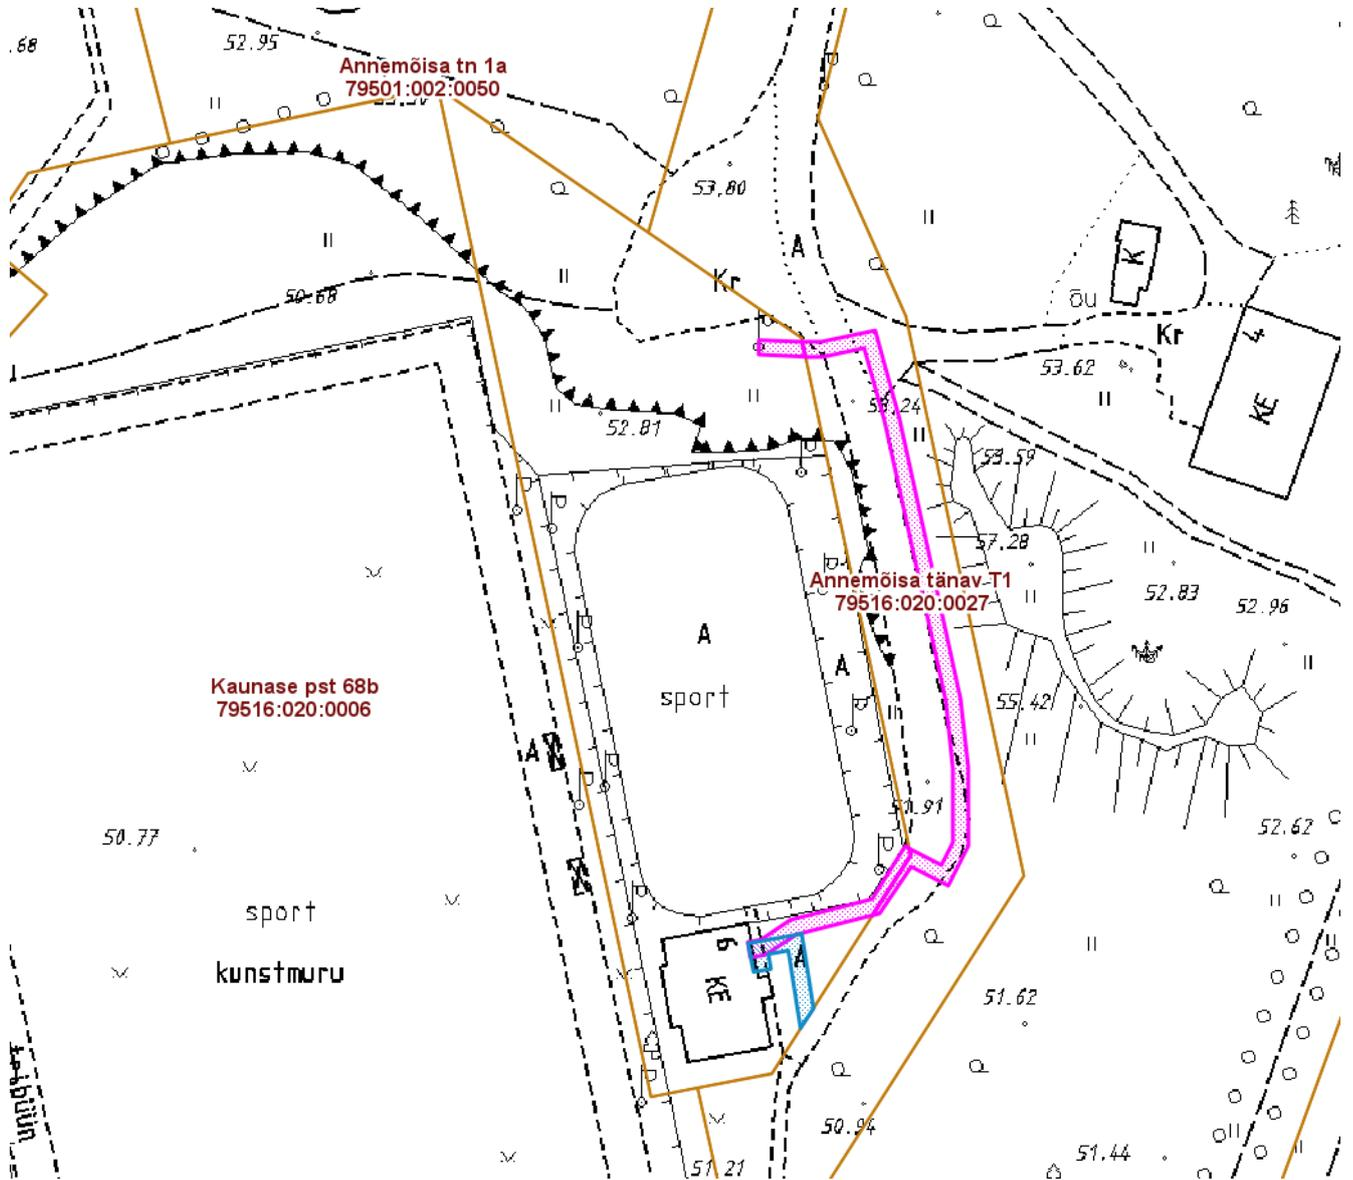 .68
52.95
Annemõisa tn 1a
79501:002:0050
53,80
A
Kr
50.68
K
õu
Kr
4
53.62
KE
52.81
53.24
53.59
57.28
Annemõisa tänav T1
79516:020:0027
52.83
52.96
A
A
sport
Kaunase pst 68b
79516:020:0006
55.42
A
51.91
50.77
52.62
sport
kunstmuru
6
KE
A
51.62
50.94
51.21
51.44